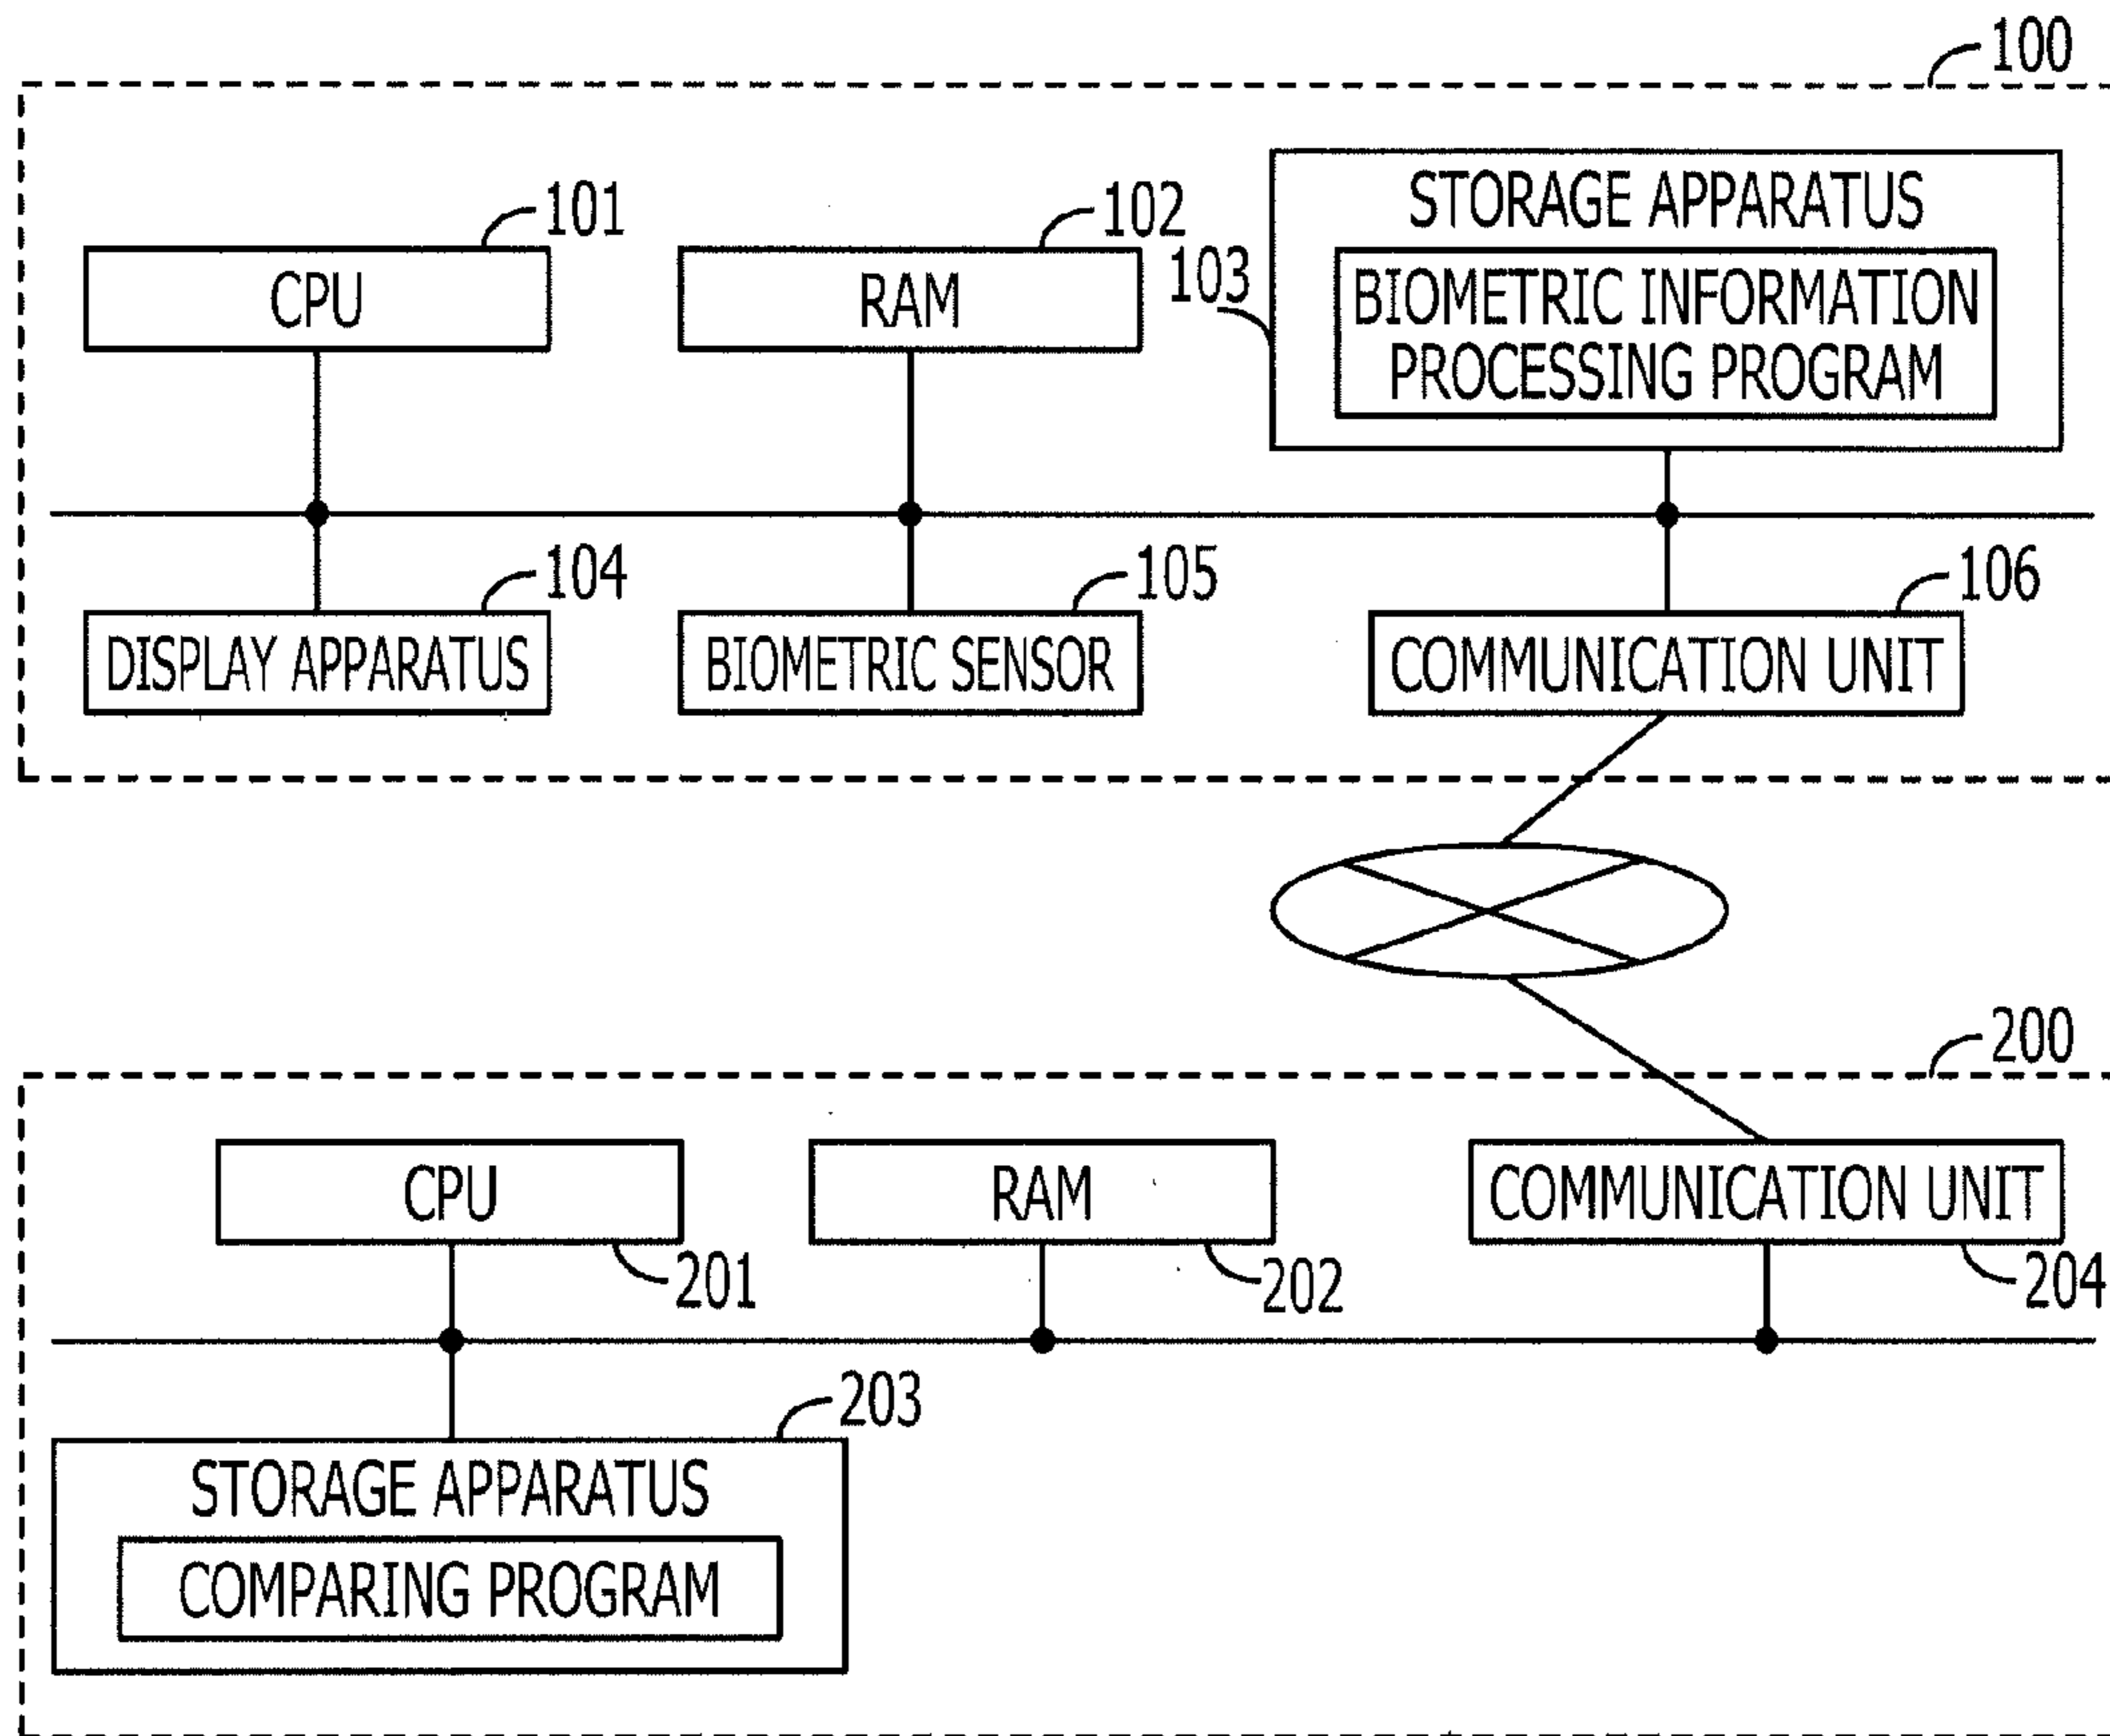 100
101
102
STORAGE APPARATUS
CPU
RAM
103
BIOMETRIC INFORMATION
PROCESSING PROGRAM
104
105
106
DISPLAY APPARATUS
BIOMETRIC SENSOR
COMMUNICATION UNIT
200
CPU
RAM
COMMUNICATION UNIT
201
202
204
203
STORAGE APPARATUS
COMPARING PROGRAM